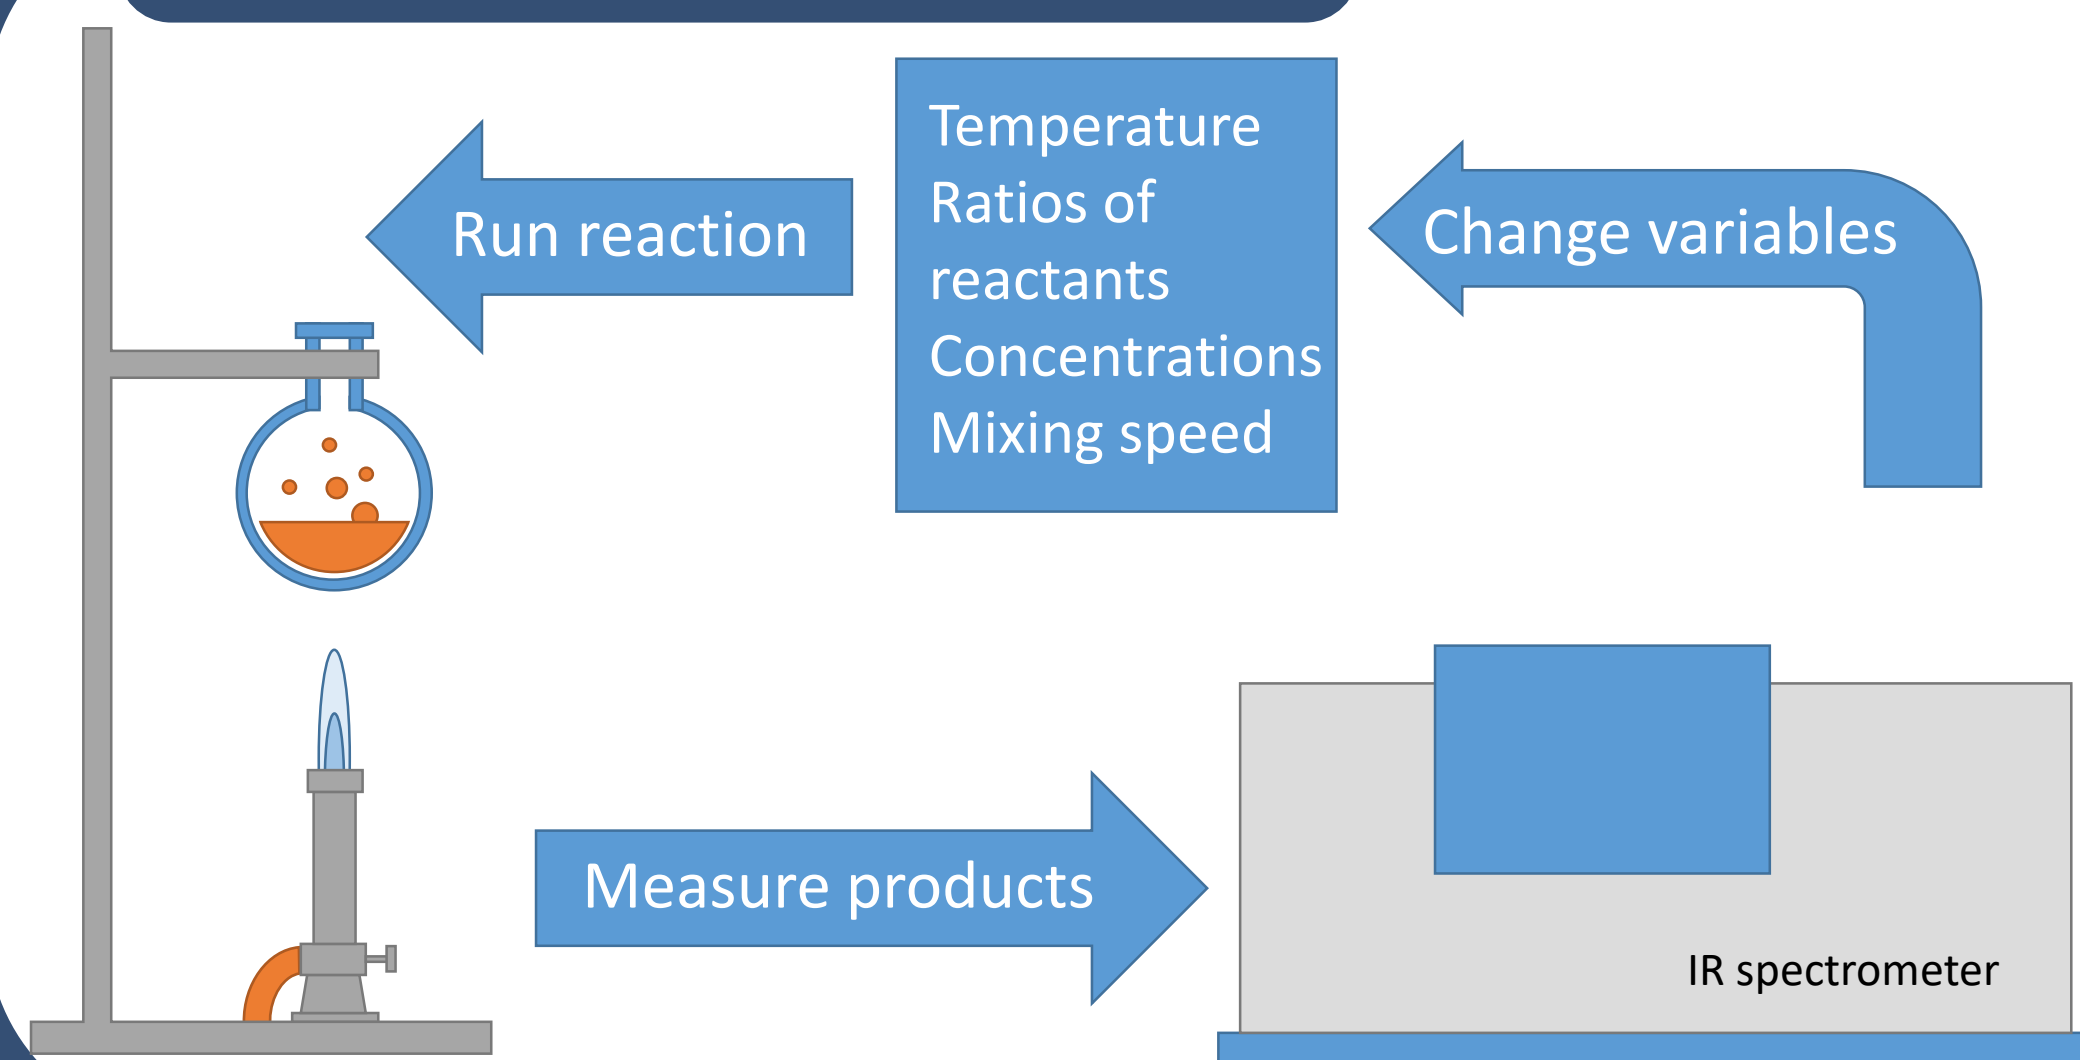 Temperature
Ratios of
reactants
Concentrations
Mixing speed
Run reaction
Change variables
Measure products
IR spectrometer